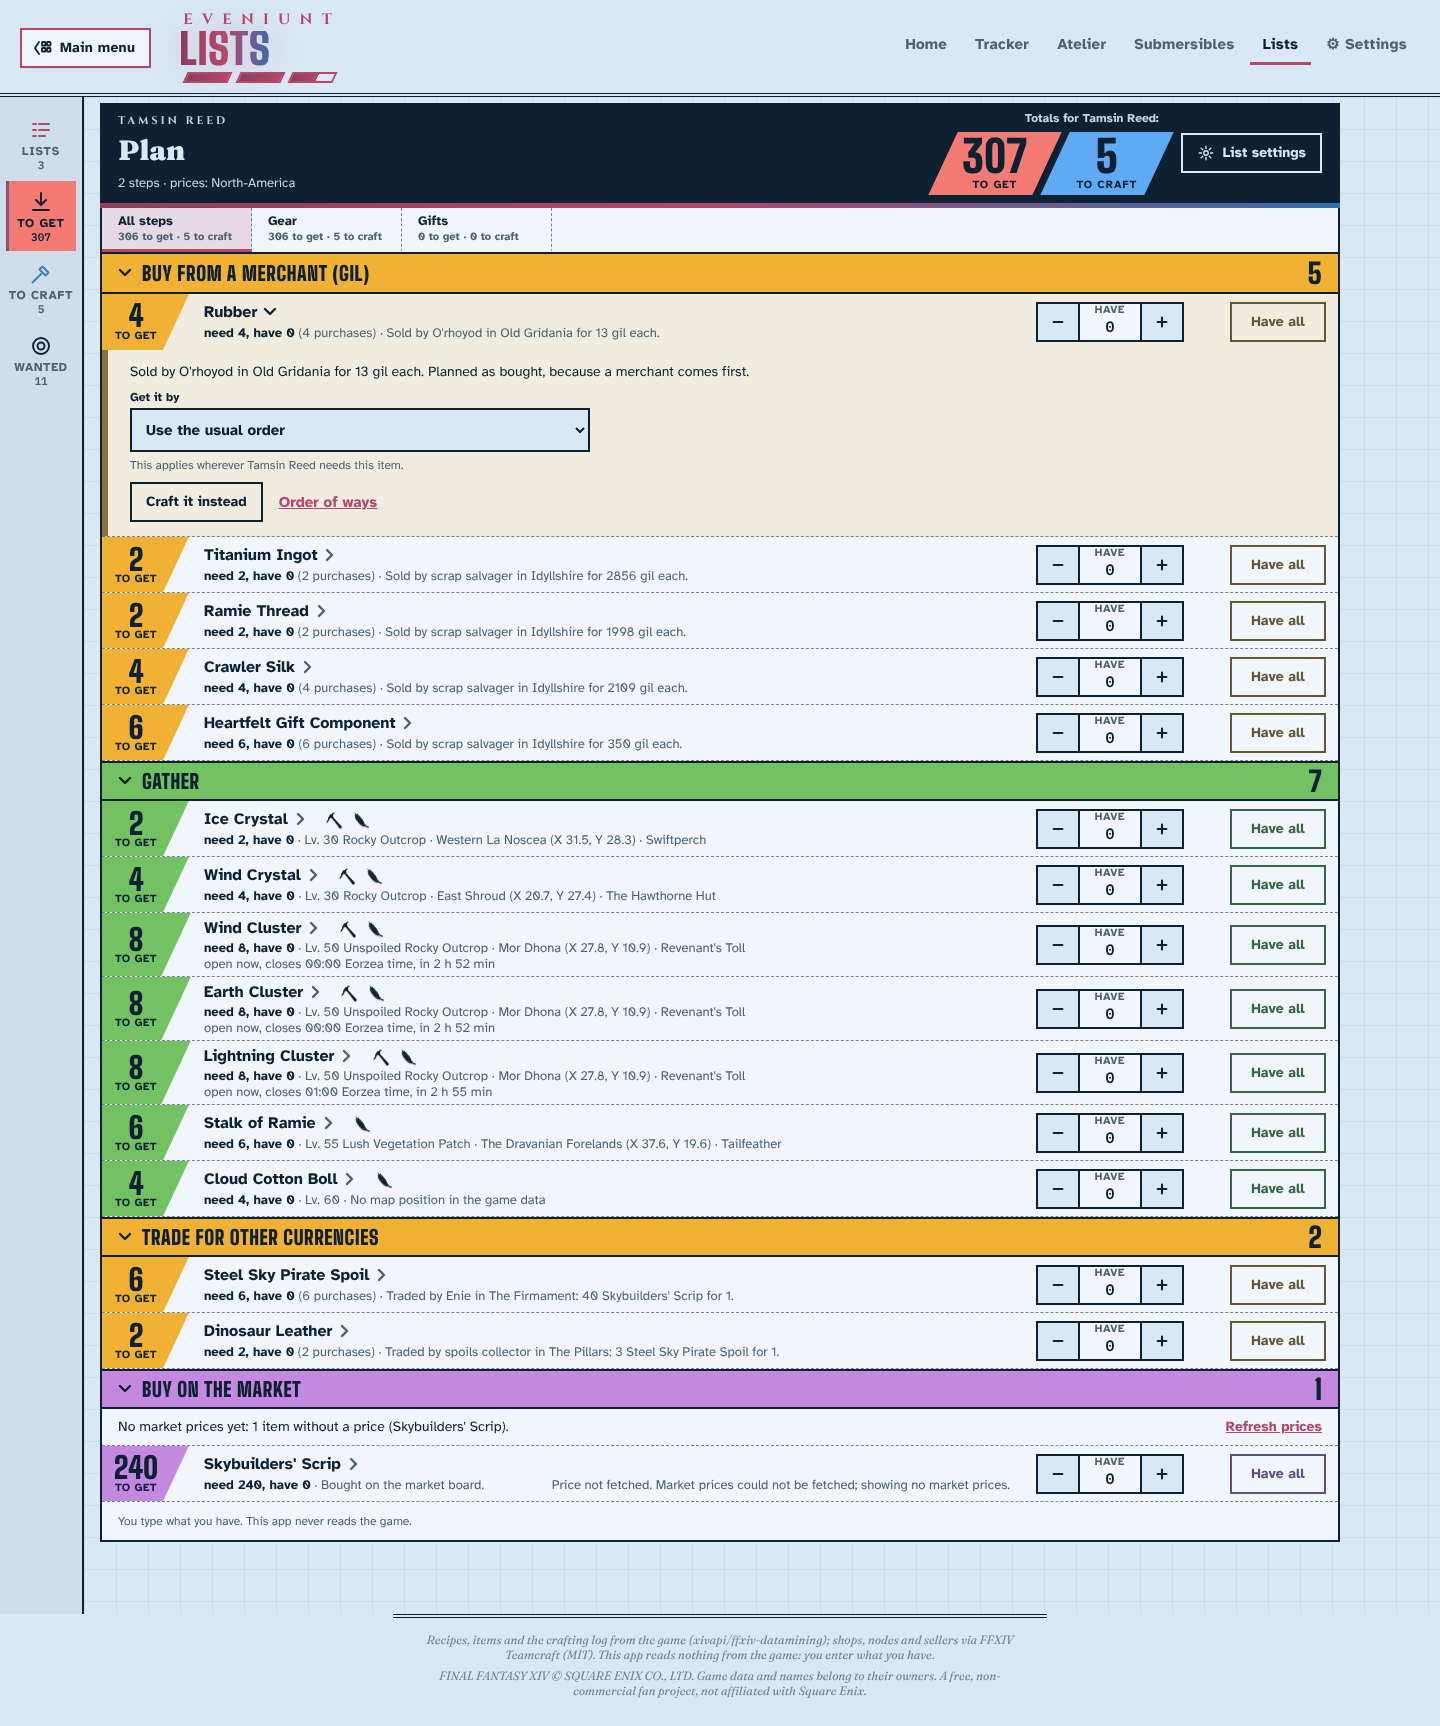 Main menu
EVENIUNT
LISTS
Home
Tracker
Atelier
Submersibles
Lists
Settings
LISTS
3
TO GET
307
TO CRAFT
5
WANTED
11
TAMSIN REED
Plan
2 steps · prices: North-America
Totals for Tamsin Reed:
307
TO GET
5
TO CRAFT
List settings
All steps
306 to get · 5 to craft
Gear
306 to get · 5 to craft
Gifts
0 to get · 0 to craft
BUY FROM A MERCHANT (GIL)
5
4
TO GET
Rubber
need 4, have 0 (4 purchases) · Sold by O'rhoyod in Old Gridania for 13 gil each.
− HAVE 0 +
Have all
Sold by O'rhoyod in Old Gridania for 13 gil each. Planned as bought, because a merchant comes first.
Get it by
Use the usual order
This applies wherever Tamsin Reed needs this item.
Craft it instead
Order of ways
2
TO GET
Titanium Ingot
need 2, have 0 (2 purchases) · Sold by scrap salvager in Idyllshire for 2856 gil each.
− HAVE 0 +
Have all
2
TO GET
Ramie Thread
need 2, have 0 (2 purchases) · Sold by scrap salvager in Idyllshire for 1998 gil each.
− HAVE 0 +
Have all
4
TO GET
Crawler Silk
need 4, have 0 (4 purchases) · Sold by scrap salvager in Idyllshire for 2109 gil each.
− HAVE 0 +
Have all
6
TO GET
Heartfelt Gift Component
need 6, have 0 (6 purchases) · Sold by scrap salvager in Idyllshire for 350 gil each.
− HAVE 0 +
Have all
GATHER
7
2
TO GET
Ice Crystal
need 2, have 0 · Lv. 30 Rocky Outcrop · Western La Noscea (X 31.5, Y 28.3) · Swiftperch
− HAVE 0 +
Have all
4
TO GET
Wind Crystal
need 4, have 0 · Lv. 30 Rocky Outcrop · East Shroud (X 20.7, Y 27.4) · The Hawthorne Hut
− HAVE 0 +
Have all
8
TO GET
Wind Cluster
need 8, have 0 · Lv. 50 Unspoiled Rocky Outcrop · Mor Dhona (X 27.8, Y 10.9) · Revenant's Toll
open now, closes 00:00 Eorzea time, in 2 h 52 min
− HAVE 0 +
Have all
8
TO GET
Earth Cluster
need 8, have 0 · Lv. 50 Unspoiled Rocky Outcrop · Mor Dhona (X 27.8, Y 10.9) · Revenant's Toll
open now, closes 00:00 Eorzea time, in 2 h 52 min
− HAVE 0 +
Have all
8
TO GET
Lightning Cluster
need 8, have 0 · Lv. 50 Unspoiled Rocky Outcrop · Mor Dhona (X 27.8, Y 10.9) · Revenant's Toll
open now, closes 01:00 Eorzea time, in 2 h 55 min
− HAVE 0 +
Have all
6
TO GET
Stalk of Ramie
need 6, have 0 · Lv. 55 Lush Vegetation Patch · The Dravanian Forelands (X 37.6, Y 19.6) · Tailfeather
− HAVE 0 +
Have all
4
TO GET
Cloud Cotton Boll
need 4, have 0 · Lv. 60 · No map position in the game data
− HAVE 0 +
Have all
TRADE FOR OTHER CURRENCIES
2
6
TO GET
Steel Sky Pirate Spoil
need 6, have 0 (6 purchases) · Traded by Enie in The Firmament: 40 Skybuilders' Scrip for 1.
− HAVE 0 +
Have all
2
TO GET
Dinosaur Leather
need 2, have 0 (2 purchases) · Traded by spoils collector in The Pillars: 3 Steel Sky Pirate Spoil for 1.
− HAVE 0 +
Have all
BUY ON THE MARKET
1
No market prices yet: 1 item without a price (Skybuilders' Scrip).
Refresh prices
240
TO GET
Skybuilders' Scrip
need 240, have 0 · Bought on the market board.
Price not fetched. Market prices could not be fetched; showing no market prices.
− HAVE 0 +
Have all
You type what you have. This app never reads the game.
Recipes, items and the crafting log from the game (xivapi/ffxiv-datamining); shops, nodes and sellers via FFXIV
Teamcraft (MIT). This app reads nothing from the game: you enter what you have.
FINAL FANTASY XIV © SQUARE ENIX CO., LTD. Game data and names belong to their owners. A free, non-
commercial fan project, not affiliated with Square Enix.